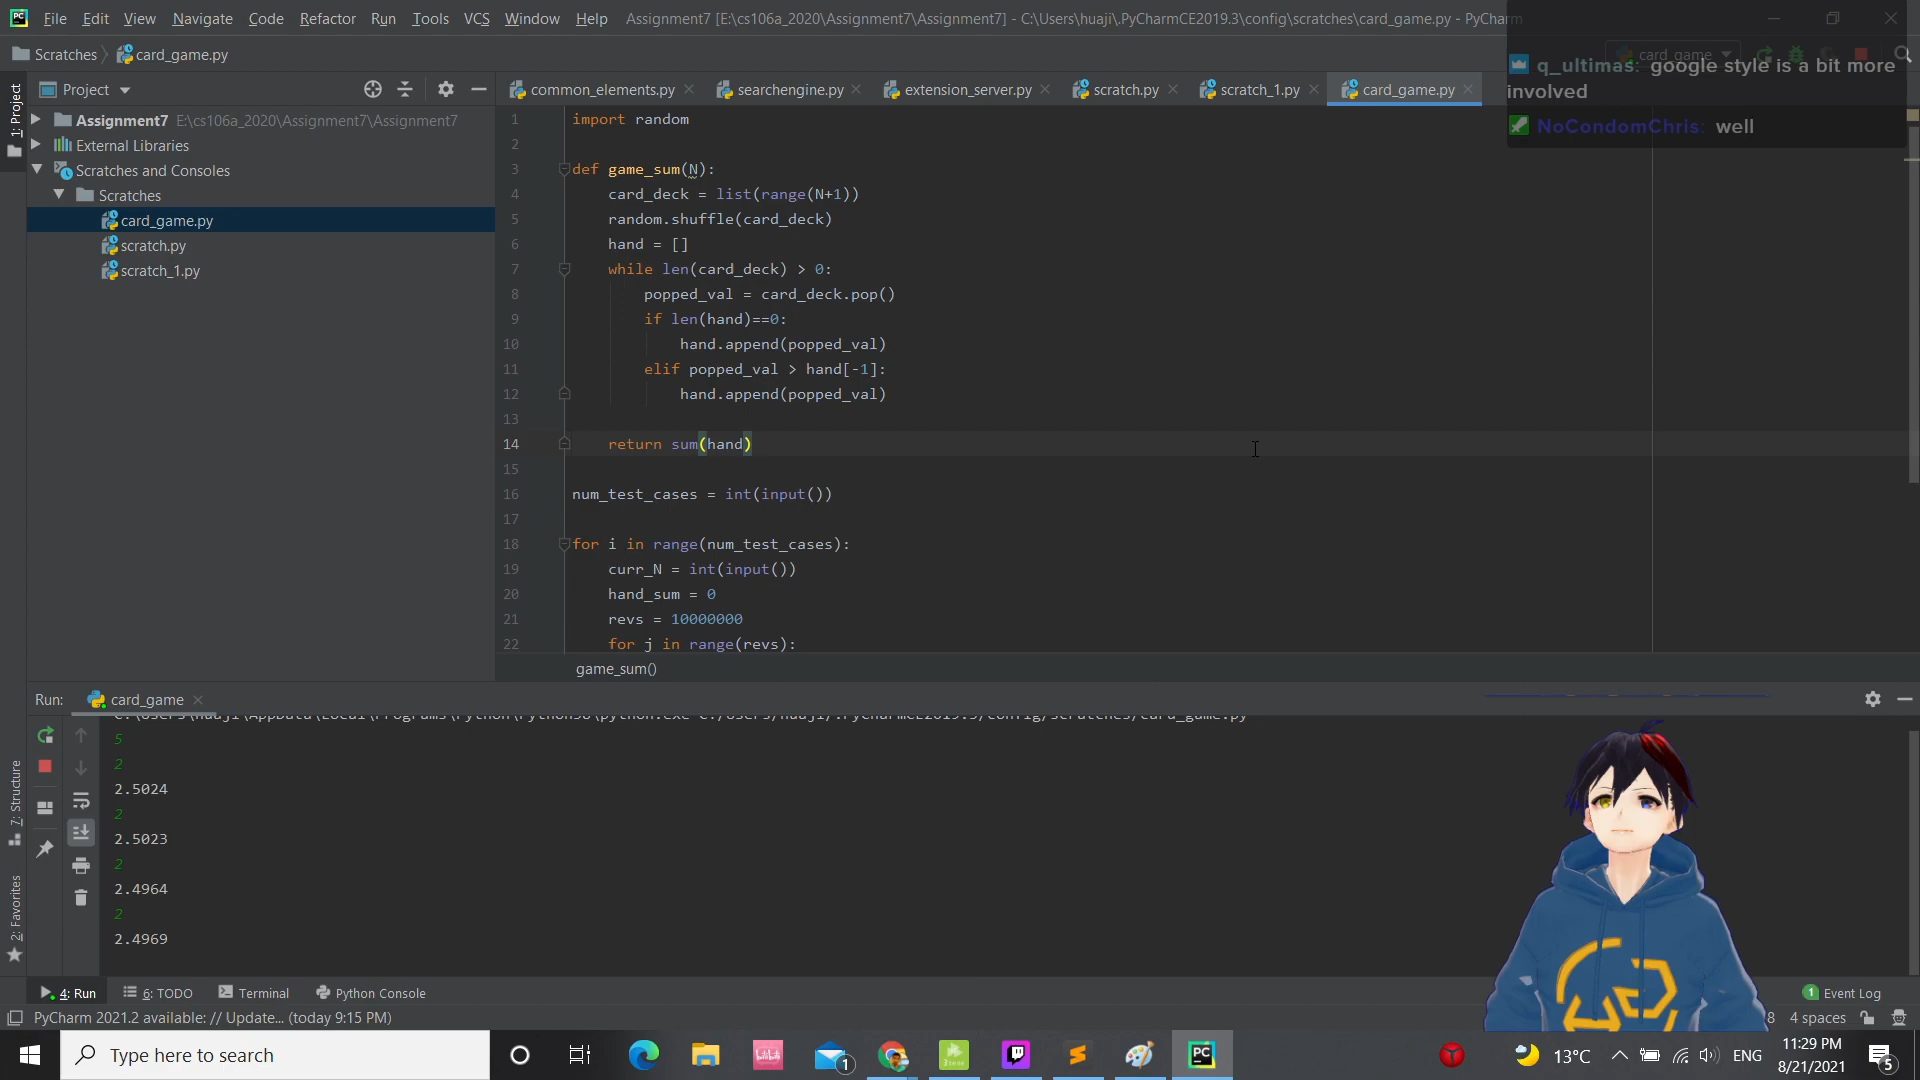 File Edit View Navigate Code Refactor Run Tools VCS Window Help Assignment7 [E:\cs106a_2020\Assignment7\Assignment7] - C:\Users\huaji\.PyCharmCE2019.3\config\scratches\card_game.py - PyCharm
Scratches card_game.py
card_game
q_ultimas: google style is a bit more involved
NoCondomChris: well
1: Project
Project
common_elements.py searchengine.py extension_server.py scratch.py scratch_1.py card_game.py
Assignment7 E:\cs106a_2020\Assignment7\Assignment7
External Libraries
Scratches and Consoles
Scratches
card_game.py
scratch.py
scratch_1.py
1 import random
2
3 def game_sum(N):
4 card_deck = list(range(N+1))
5 random.shuffle(card_deck)
6 hand = []
7 while len(card_deck) > 0:
8 popped_val = card_deck.pop()
9 if len(hand)==0:
10 hand.append(popped_val)
11 elif popped_val > hand[-1]:
12 hand.append(popped_val)
13
14 return sum(hand)
15
16 num_test_cases = int(input())
17
18 for i in range(num_test_cases):
19 curr_N = int(input())
20 hand_sum = 0
21 revs = 10000000
22 for j in range(revs):
game_sum()
Run: card_game
C:\Users\huaji\AppData\Local\Programs\Python\Python38\python.exe C:/Users/huaji/.PyCharmCE2019.3/config/scratches/card_game.py
5
2
2.5024
2
2.5023
2
2.4964
2
2.4969
7: Structure
2: Favorites
4: Run 6: TODO Terminal Python Console
1 Event Log
PyCharm 2021.2 available: // Update... (today 9:15 PM)
8 4 spaces
Type here to search
1
PC
13°C
ENG
11:29 PM
8/21/2021
5